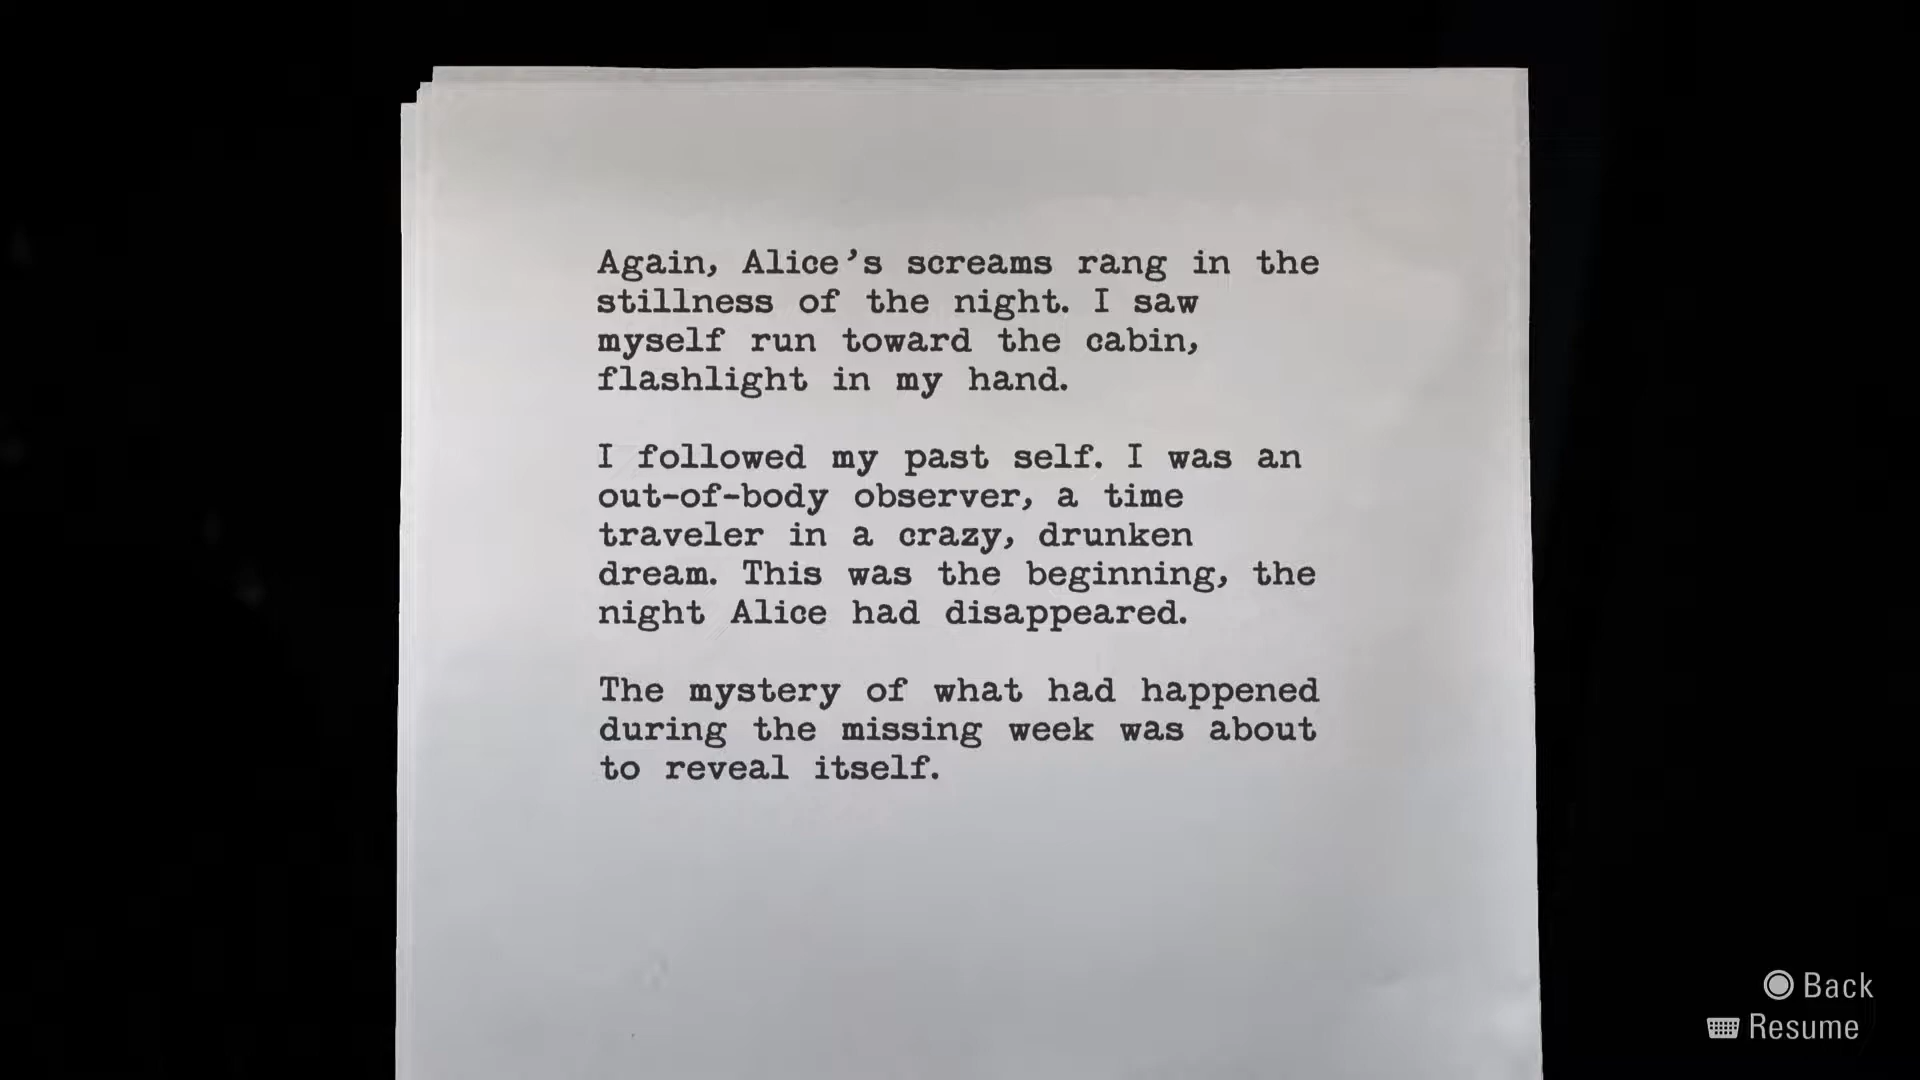 Again, Alice’s screams rang in the
stillness of the night. I saw
myself run toward the cabin,
flashlight in my hand.
I followed my past self. I was an
out-of-body observer, a time
traveler in a crazy, drunken
dream. This was the beginning, the
night Alice had disappeared.
The mystery of what had happened
during the missing week was about
to reveal itself.
Back
Resume